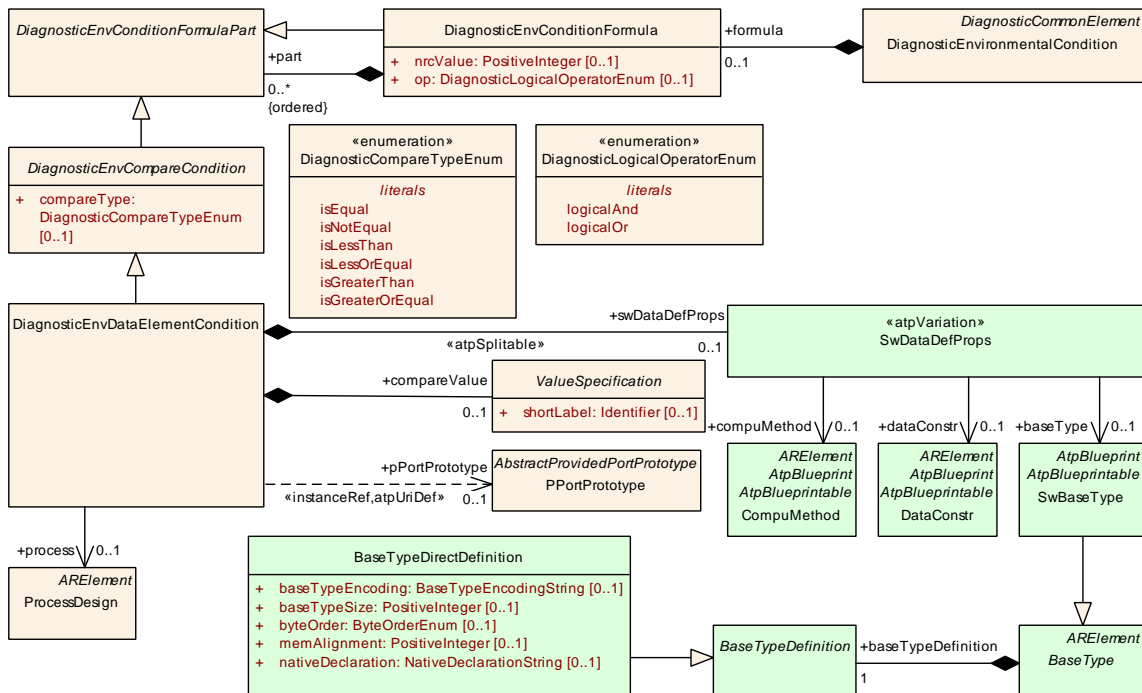 DiagnosticEnvConditionFormulaPart
DiagnosticEnvConditionFormula
+ nrcValue: PositiveInteger [0..1]
+ op: DiagnosticLogicalOperatorEnum [0..1]
+formula
0..1
DiagnosticCommonElement
DiagnosticEnvironmentalCondition
+part
0..*
{ordered}
«enumeration»
DiagnosticCompareTypeEnum
literals
isEqual
isNotEqual
isLessThan
isLessOrEqual
isGreaterThan
isGreaterOrEqual
«enumeration»
DiagnosticLogicalOperatorEnum
literals
logicalAnd
logicalOr
DiagnosticEnvCompareCondition
+ compareType:
DiagnosticCompareTypeEnum
[0..1]
DiagnosticEnvDataElementCondition
+swDataDefProps
«atpSplitable»
0..1
«atpVariation»
SwDataDefProps
+compareValue
0..1
ValueSpecification
+ shortLabel: Identifier [0..1]
+compuMethod
0..1
+dataConstr
0..1
+baseType
0..1
+pPortPrototype
«instanceRef,atpUriDef»
0..1
AbstractProvidedPortPrototype
PPortPrototype
ARElement
AtpBlueprint
AtpBlueprintable
CompuMethod
ARElement
AtpBlueprint
AtpBlueprintable
DataConstr
AtpBlueprint
AtpBlueprintable
SwBaseType
+process
0..1
ARElement
ProcessDesign
BaseTypeDirectDefinition
+ baseTypeEncoding: BaseTypeEncodingString [0..1]
+ baseTypeSize: PositiveInteger [0..1]
+ byteOrder: ByteOrderEnum [0..1]
+ memAlignment: PositiveInteger [0..1]
+ nativeDeclaration: NativeDeclarationString [0..1]
BaseTypeDefinition
+baseTypeDefinition
1
ARElement
BaseType